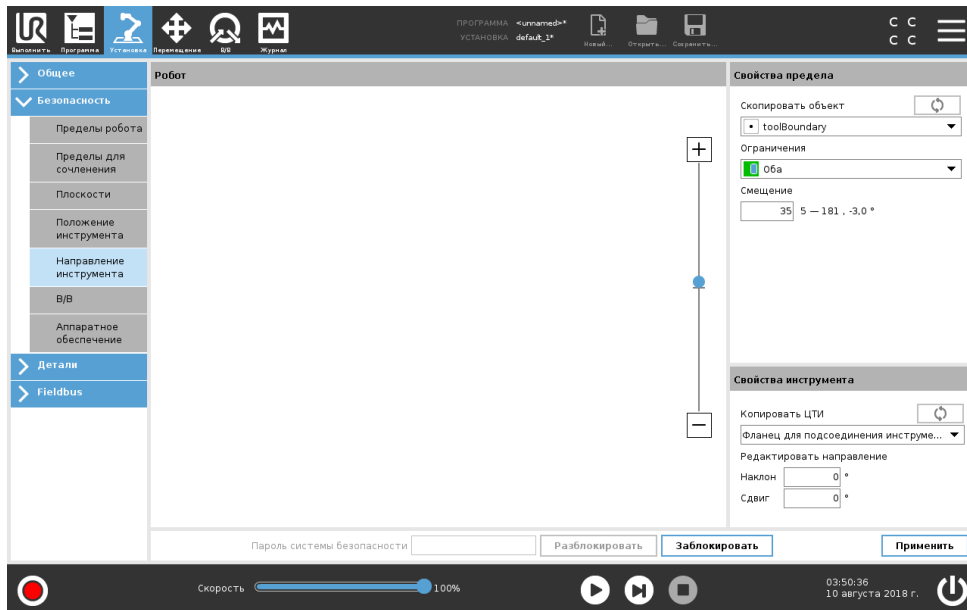 UR
Выполнить
Программа
Установка
Перемещение
В/В
Журнал
ПРОГРАММА <unnamed>*
УСТАНОВКА default_1*
Новый...
Открыть...
Сохранить...
C C
C C
Общее
Безопасность
Пределы робота
Пределы для
сочленения
Плоскости
Положение
инструмента
Направление
инструмента
В/В
Аппаратное
обеспечение
Детали
Fieldbus
Робот
Свойства предела
Скопировать объект
toolBoundary
Ограничения
Оба
Смещение
35 5 — 181 , -3,0 °
Свойства инструмента
Копировать ЦТИ
Фланец для подсоединения инструме...
Редактировать направление
Наклон 0 °
Сдвиг 0 °
Пароль системы безопасности
Разблокировать
Заблокировать
Применить
Скорость 100%
03:50:36
10 августа 2018 г.